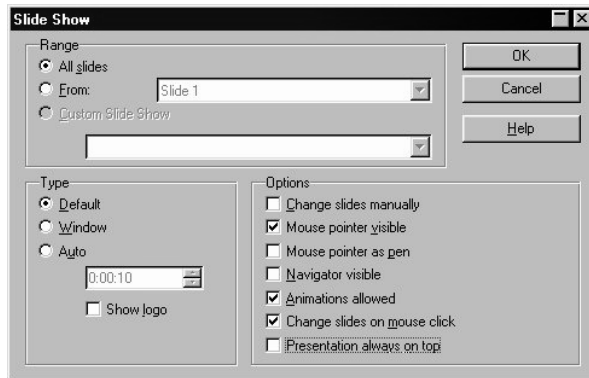 Slide Show
Range
All slides
From: Slide 1
Custom Slide Show
OK
Cancel
Help
Type
Default
Window
Auto
0:00:10
Show logo
Options
Change slides manually
Mouse pointer visible
Mouse pointer as pen
Navigator visible
Animations allowed
Change slides on mouse click
Presentation always on top